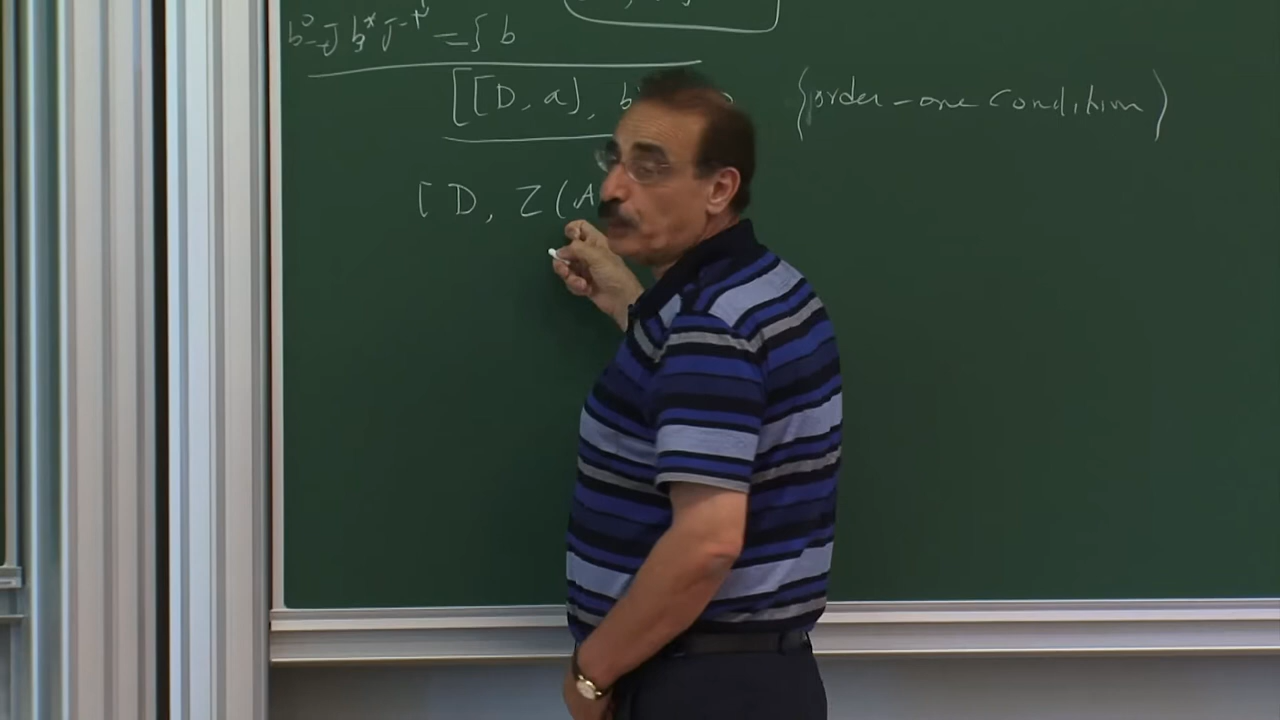 b° = J b* J⁻¹ = } b
[[D, a], b
(order-one condition)
[D, Z(A